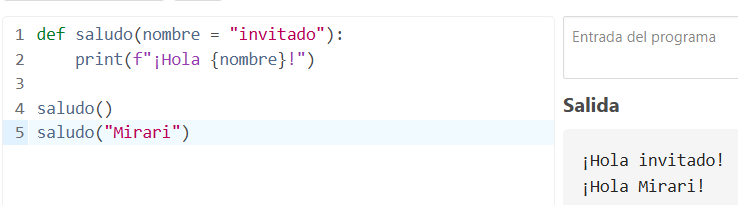 1 def saludo(nombre = "invitado"):
2     print(f"¡Hola {nombre}!")
3
4 saludo()
5 saludo("Mirari")
Entrada del programa
Salida
¡Hola invitado!
¡Hola Mirari!